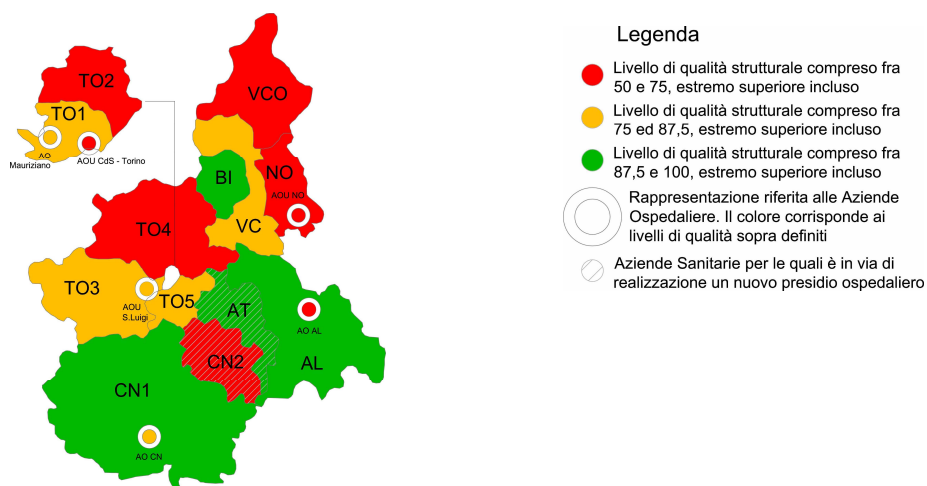 TO2
TO1
AO
Mauriziano
AOU CdS - Torino
VCO
BI
NO
AOU NO
VC
TO4
TO3
AOU
S.Luigi
TO5
AT
AO AL
CN2
AL
CN1
AO CN
Legenda
Livello di qualità strutturale compreso fra
50 e 75, estremo superiore incluso
Livello di qualità strutturale compreso fra
75 ed 87,5, estremo superiore incluso
Livello di qualità strutturale compreso fra
87,5 e 100, estremo superiore incluso
Rappresentazione riferita alle Aziende
Ospedaliere. Il colore corrisponde ai
livelli di qualità sopra definiti
Aziende Sanitarie per le quali è in via di
realizzazione un nuovo presidio ospedaliero